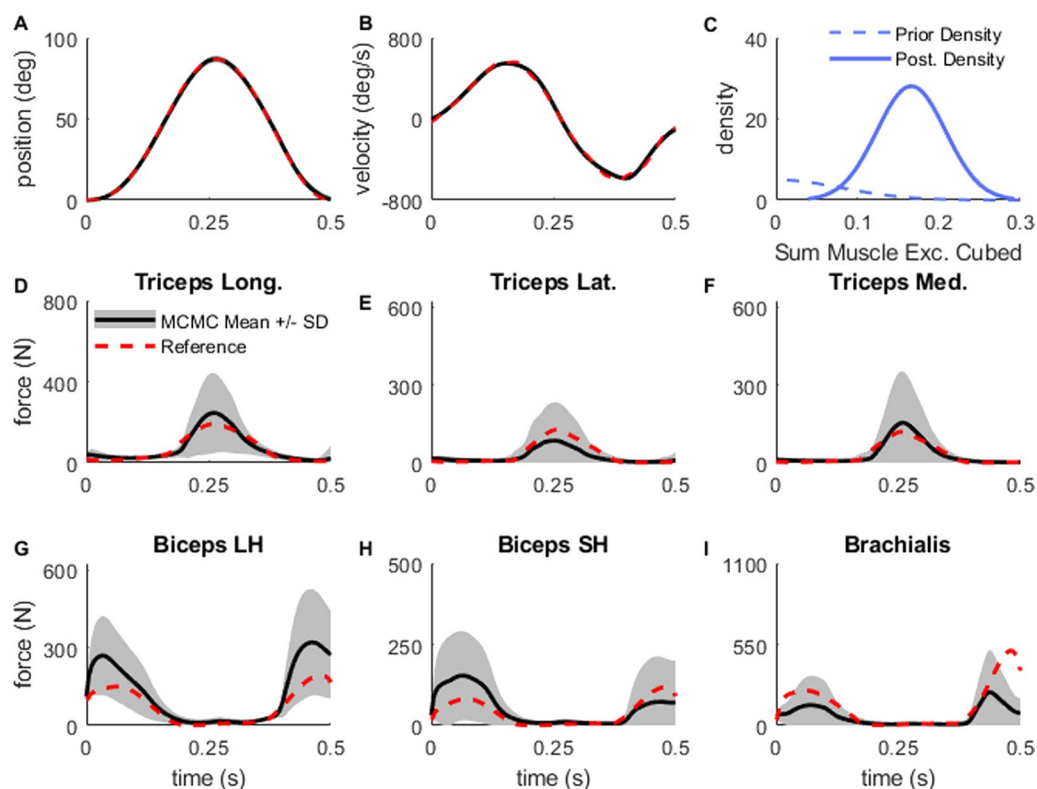 A
B
C
100
50
0
position (deg)
0
0.25
0.5
800
0
-800
velocity (deg/s)
0
0.25
0.5
Prior Density
Post. Density
40
20
0
density
0.1
0.2
0.3
Sum Muscle Exc. Cubed
D
Triceps Long.
800
400
0
force (N)
MCMC Mean +/- SD
Reference
0
0.25
0.5
E
Triceps Lat.
600
300
0
0
0.25
0.5
F
Triceps Med.
600
300
0
0
0.25
0.5
G
Biceps LH
600
300
0
force (N)
0
0.25
0.5
time (s)
H
Biceps SH
500
250
0
0
0.25
0.5
time (s)
I
Brachialis
1100
550
0
0
0.25
0.5
time (s)